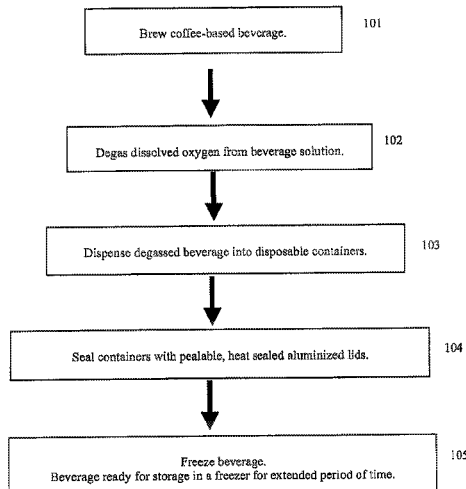 Brew coffee-based beverage.
101
Degas dissolved oxygen from beverage solution.
102
Dispense degassed beverage into disposable containers.
103
Seal containers with pealable, heat sealed aluminized lids.
104
Freeze beverage.
105
Beverage ready for storage in a freezer for extended period of time.